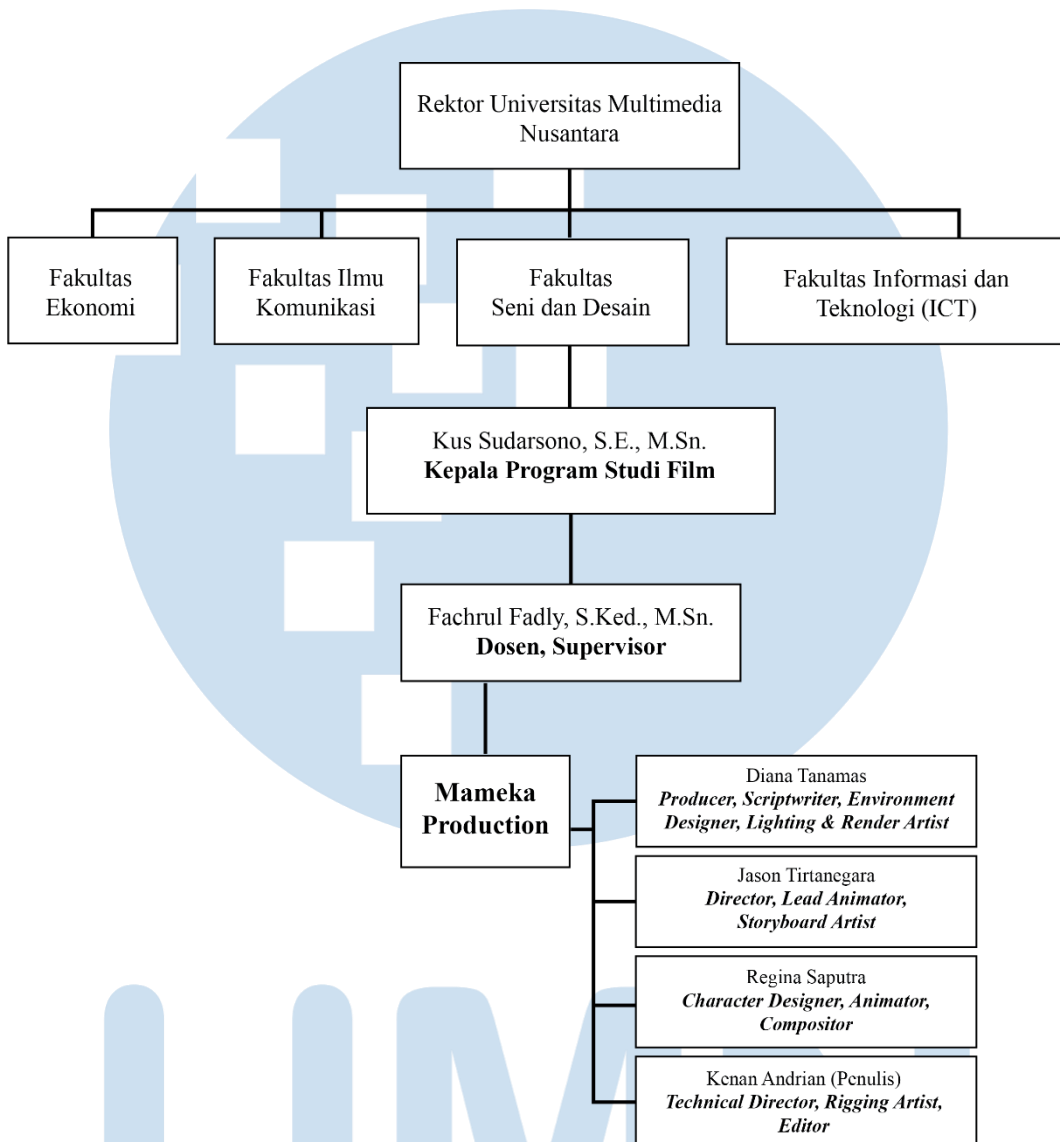 Rektor Universitas Multimedia
Nusantara
Fakultas
Ekonomi
Fakultas Ilmu
Komunikasi
Fakultas
Seni dan Desain
Fakultas Informasi dan
Teknologi (ICT)
Kus Sudarsono, S.E., M.Sn.
Kepala Program Studi Film
Fachrul Fadly, S.Ked., M.Sn.
Dosen, Supervisor
Mameka
Production
Diana Tanamas
Producer, Scriptwriter, Environment
Designer, Lighting & Render Artist
Jason Tirtanegara
Director, Lead Animator,
Storyboard Artist
Regina Saputra
Character Designer, Animator,
Compositor
Kenan Andrian (Penulis)
Technical Director, Rigging Artist,
Editor
UMN